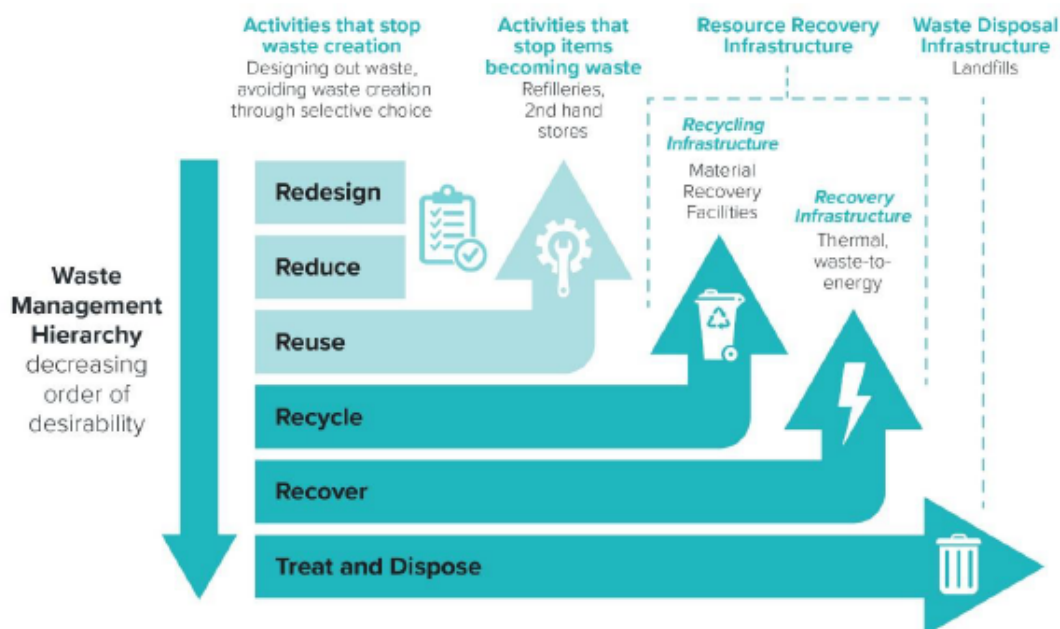 Activities that stop
waste creation
Designing out waste,
avoiding waste creation
through selective choice
Activities that
stop items
becoming waste
Refilleries,
2nd hand
stores
Resource Recovery
Infrastructure
Waste Disposal
Infrastructure
Landfills
Recycling
Infrastructure
Material
Recovery
Facilities
Recovery
Infrastructure
Thermal,
waste-to-
energy
Waste
Management
Hierarchy
decreasing
order of
desirability
Redesign
Reduce
Reuse
Recycle
Recover
Treat and Dispose